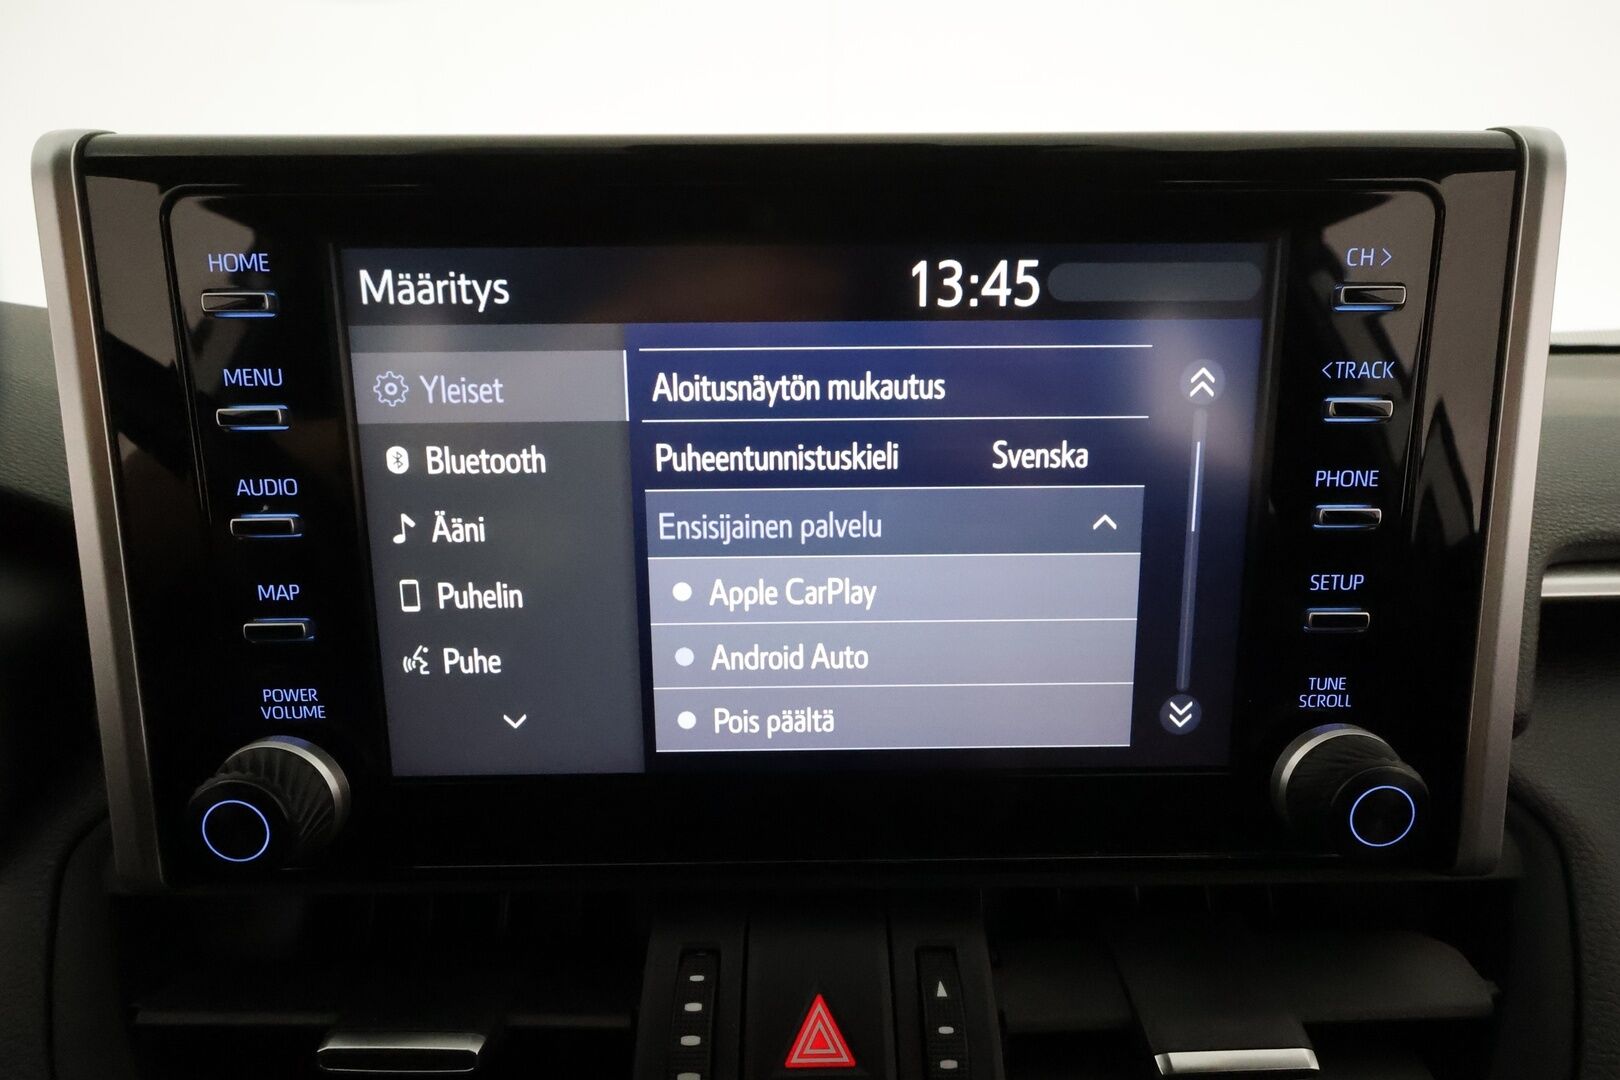 HOME
MENU
AUDIO
MAP
POWER
VOLUME
Määritys
13:45
Yleiset
Bluetooth
Ääni
Puhelin
Puhe
Aloitusnäytön mukautus
Puheentunnistuskieli Svenska
Ensisijainen palvelu
Apple CarPlay
Android Auto
Pois päältä
CH >
< TRACK
PHONE
SETUP
TUNE
SCROLL